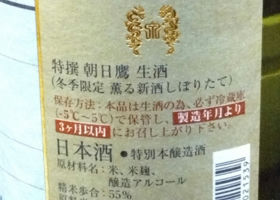 特撰 朝日鷹 生酒
(冬季限定 薫る新酒しぼりたて)
保存方法：本品は生酒の為、必ず冷蔵庫
(-5℃～5℃)で保管し、製造年月より
3ヶ月以内にお召し上がり下さい。
日本酒 ●特別本醸造酒
原材料名：米、米麹、
醸造アルコール
精米歩合：55%
021539